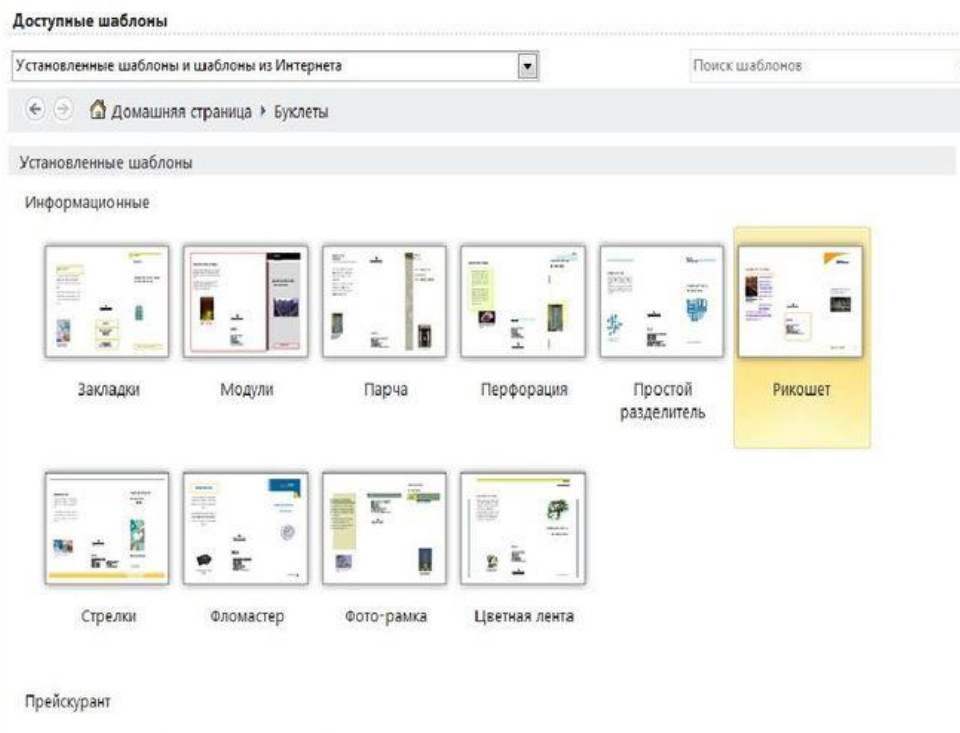 Доступные шаблоны
Установленные шаблоны и шаблоны из Интернета
Поиск шаблонов
Домашняя страница
Буклеты
Установленные шаблоны
Информационные
Закладки
Модули
Парча
Перфорация
Простой
разделитель
Рикошет
Стрелки
Фломастер
Фото-рамка
Цветная лента
Прейскурант